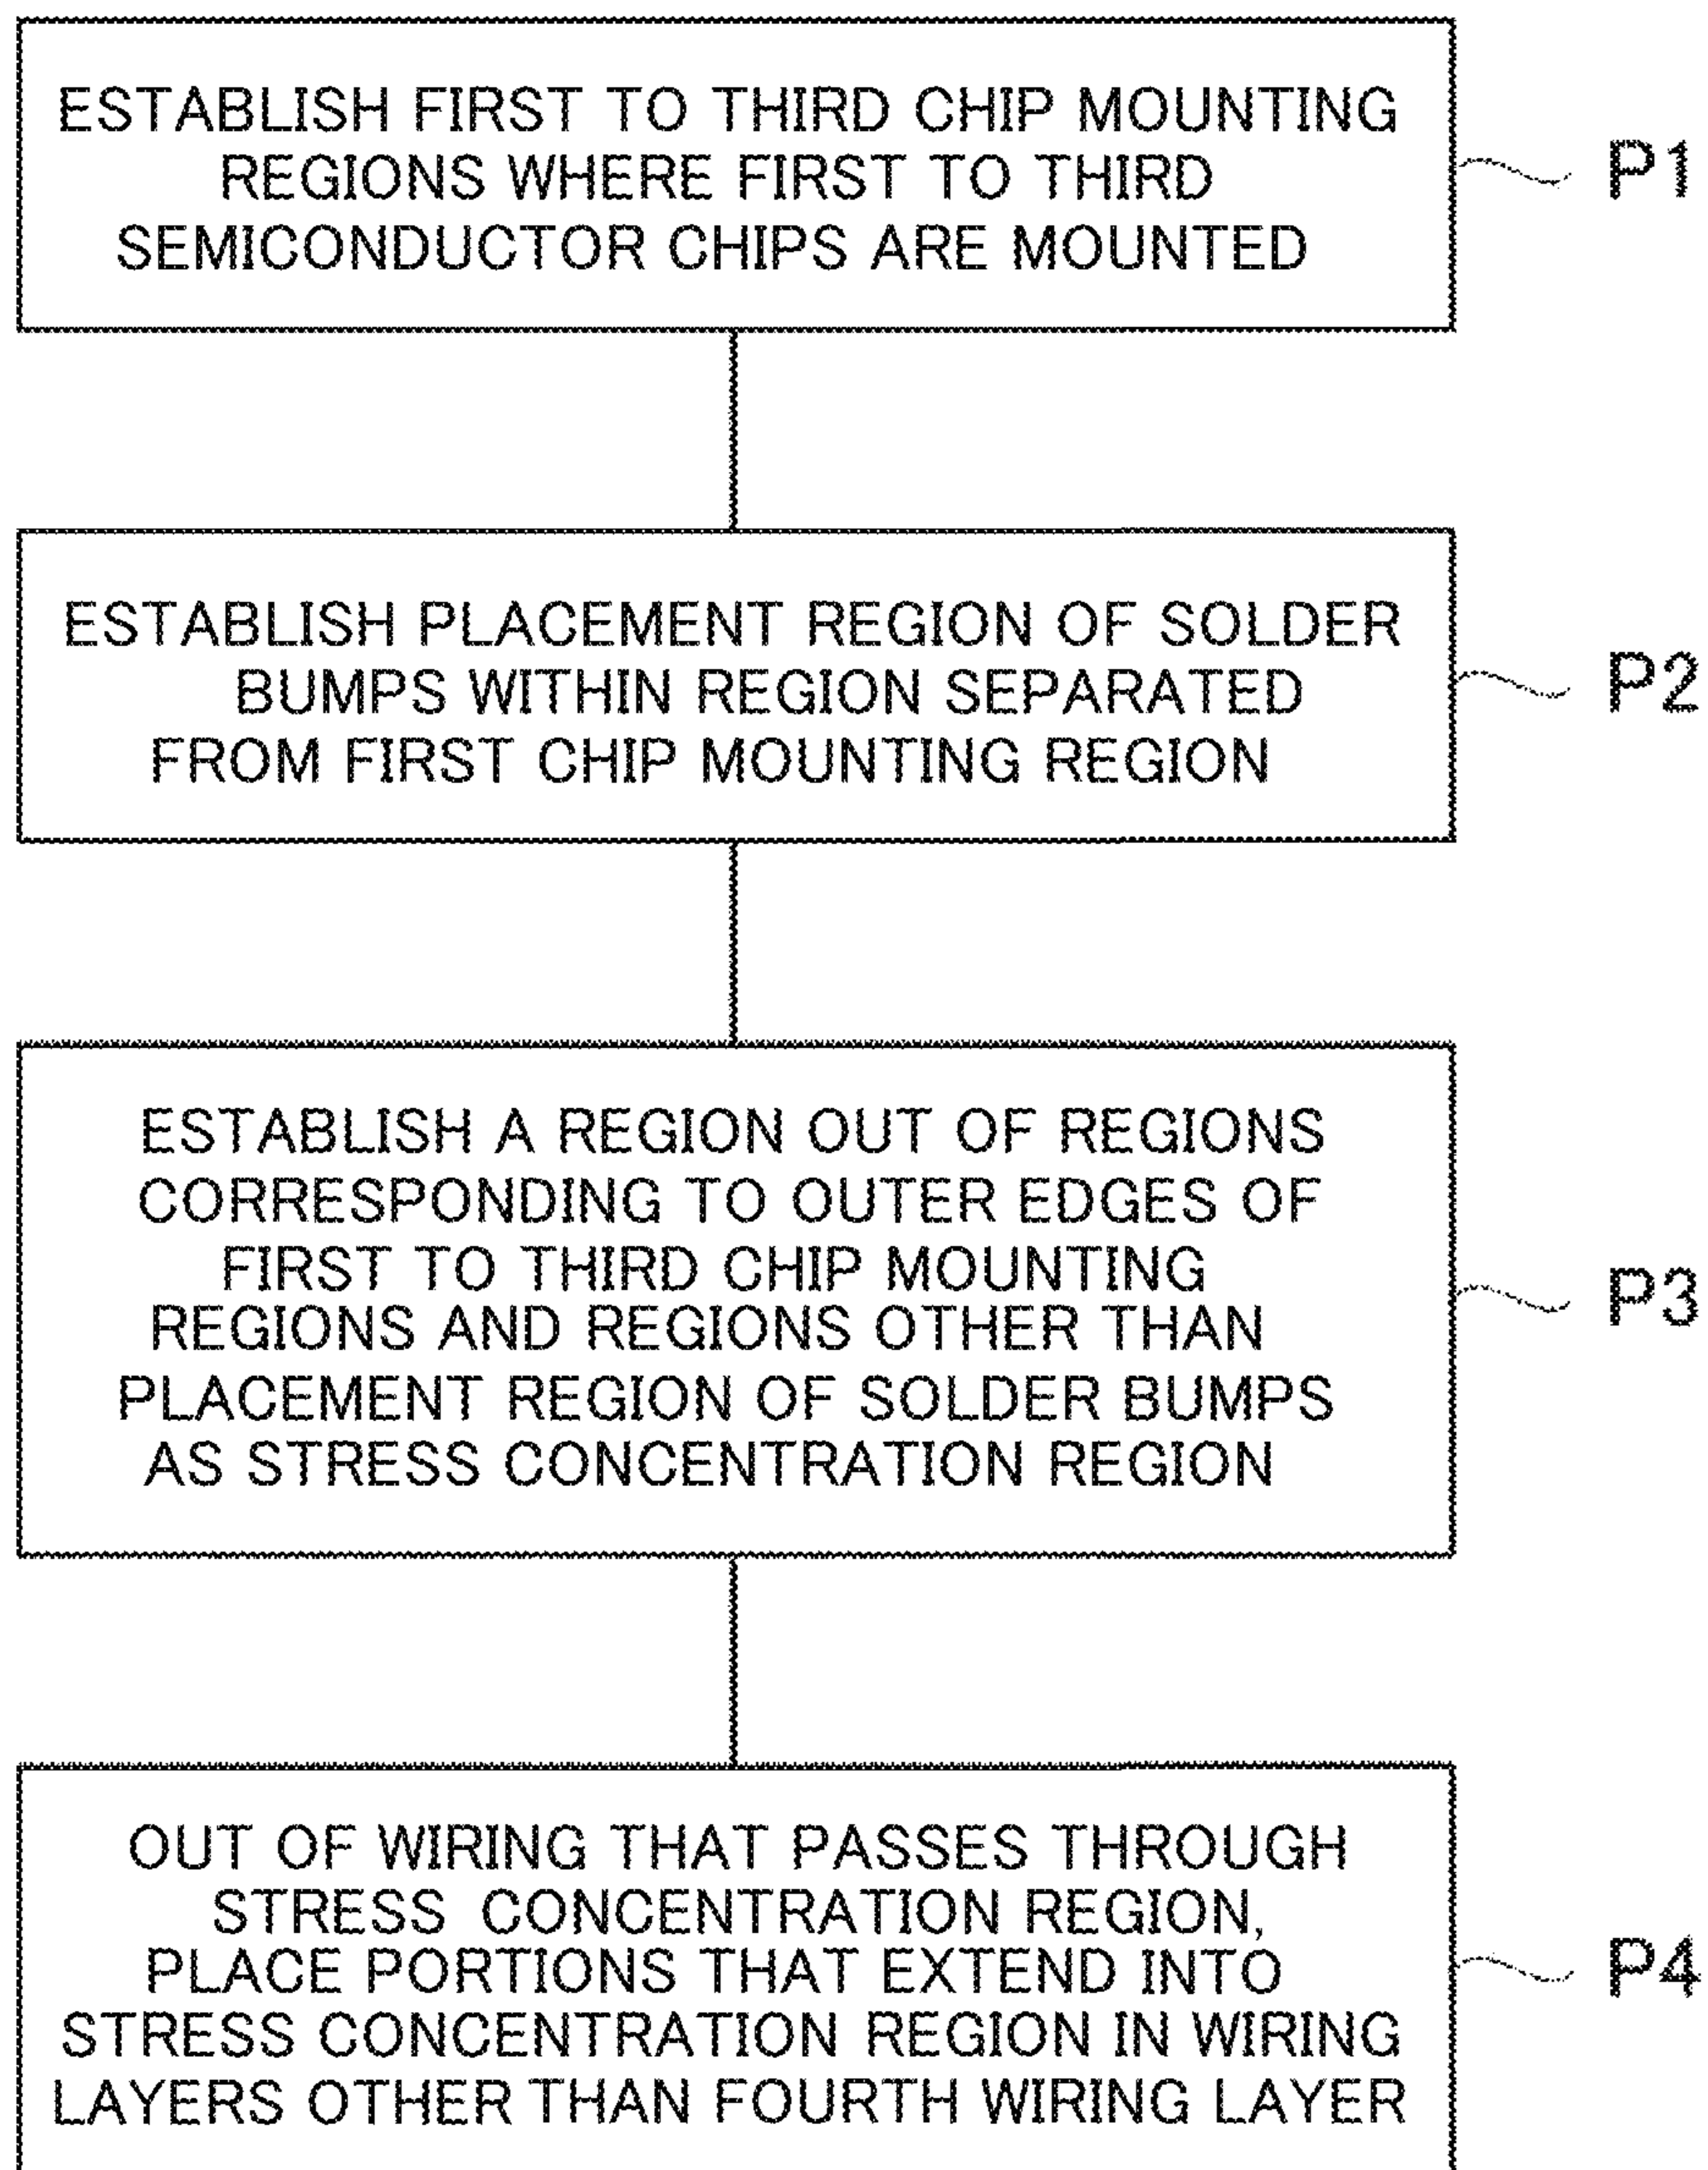 ESTABLISH FIRST TO THIRD CHIP MOUNTING
REGIONS WHERE FIRST TO THIRD
SEMICONDUCTOR CHIPS ARE MOUNTED
P1
ESTABLISH PLACEMENT REGION OF SOLDER
BUMPS WITHIN REGION SEPARATED
FROM FIRST CHIP MOUNTING REGION
P2
ESTABLISH A REGION OUT OF REGIONS
CORRESPONDING TO OUTER EDGES OF
FIRST TO THIRD CHIP MOUNTING
REGIONS AND REGIONS OTHER THAN
PLACEMENT REGION OF SOLDER BUMPS
AS STRESS CONCENTRATION REGION
P3
OUT OF WIRING THAT PASSES THROUGH
STRESS CONCENTRATION REGION,
PLACE PORTIONS THAT EXTEND INTO
STRESS CONCENTRATION REGION IN WIRING
LAYERS OTHER THAN FOURTH WIRING LAYER
P4